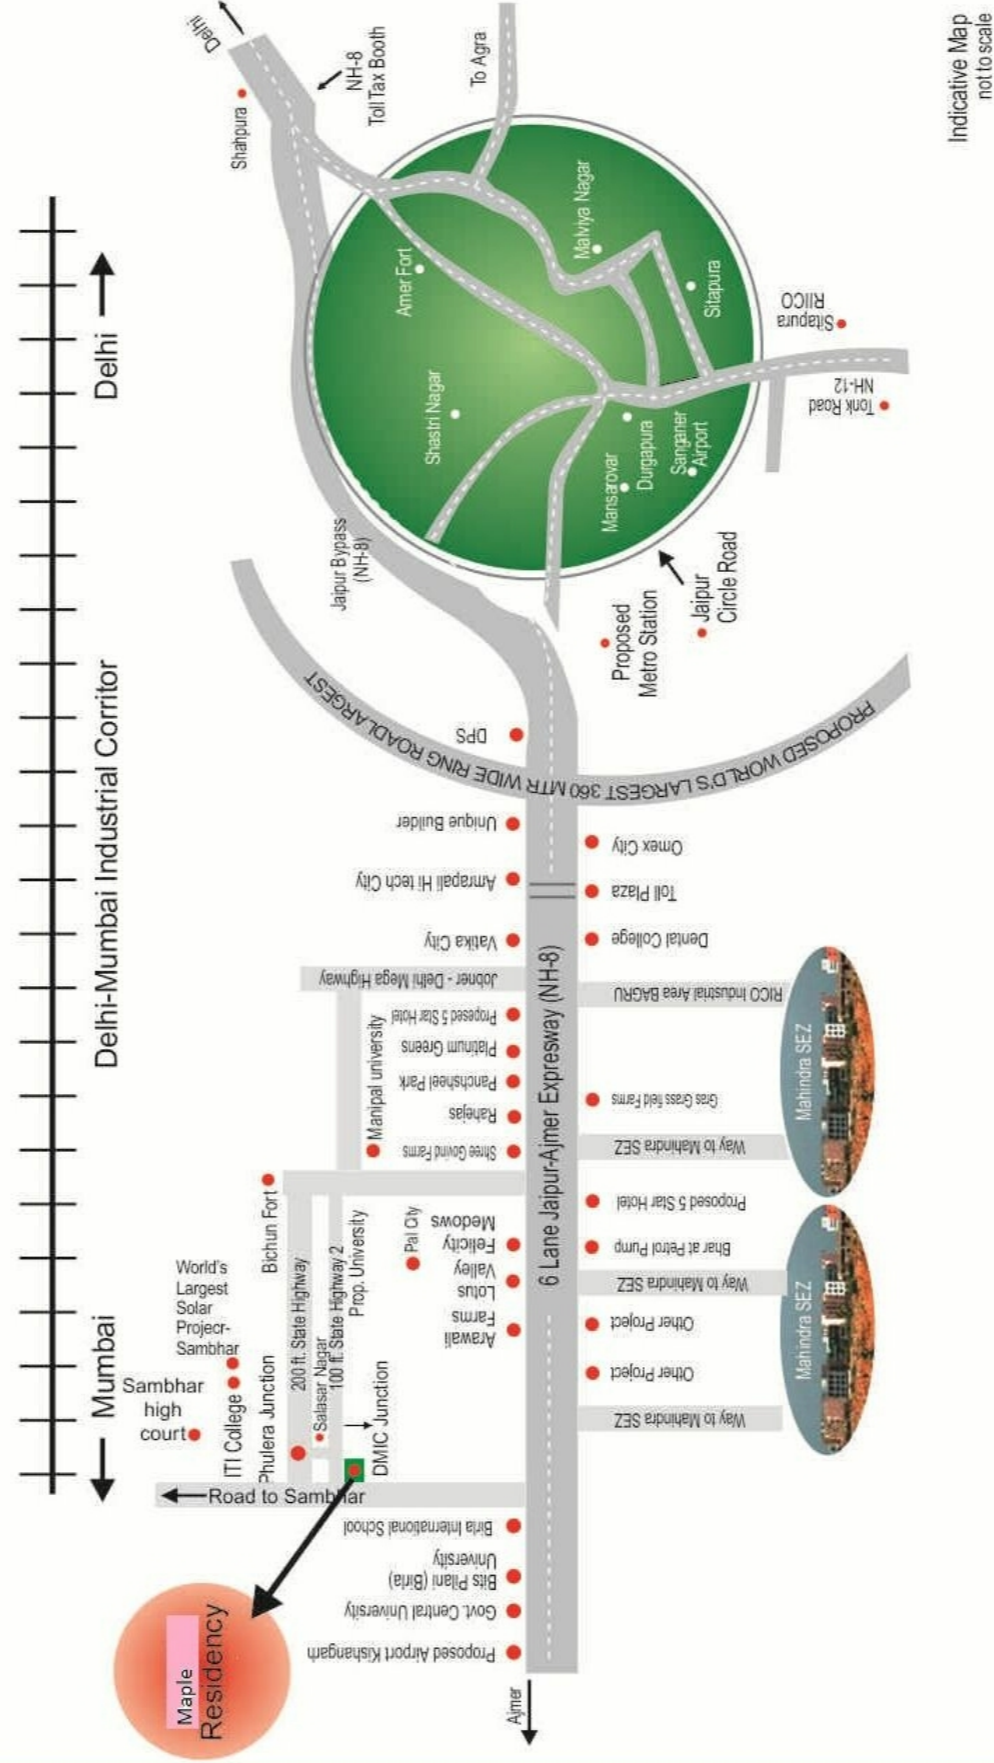 Delhi
Shahpura
NH-8
Toll Tax Booth
To Agra
Indicative Map
not to scale
Delhi
Delhi-Mumbai Industrial Corritor
Mumbai
Amer Fort
Malviya Nagar
Sitapura
Shastri Nagar
Mansarovar
Durgapura
Sanganer
Airport
Sitapura
RIICO
Tonk Road
NH-12
Jaipur Bypass
(NH-8)
Proposed
Metro Station
Jaipur
Circle Road
PROPOSED WORLD'S LARGEST 360 MTR WIDE RING ROADLARGEST
DPS
Unique Builder
Amrapali Hi tech City
Vatika City
Jobner - Delhi Mega Highway
Proposed 5 Star Hotel
Platinum Greens
Panchsheel Park
Rahejas
Shree Govind Farms
Manipal university
Omex City
Toll Plaza
Dental College
RICO Industrial Area BAGRU
Gras Grass field Farms
Way to Mahindra SEZ
Proposed 5 Star Hotel
Bhar at Petrol Pump
Way to Mahindra SEZ
Other Project
Other Project
Way to Mahindra SEZ
Mahindra SEZ
Mahindra SEZ
6 Lane Jaipur-Ajmer Expresway (NH-8)
Bichun Fort
200 ft. State Highway
100 ft. State Highway 2
Prop. University
Pal City
Felicity
Medows
Lotus
Valley
Arawali
Farms
World's
Largest
Solar
Projecr-
Sambhar
Sambhar
high
court
ITI College
Phulera Junction
Salasar Nagar
DMIC Junction
Road to Sambhar
Birla International School
Bits Pilani (Birla)
University
Govt. Central University
Proposed Airport Kishangarh
Ajmer
Maple
Residency